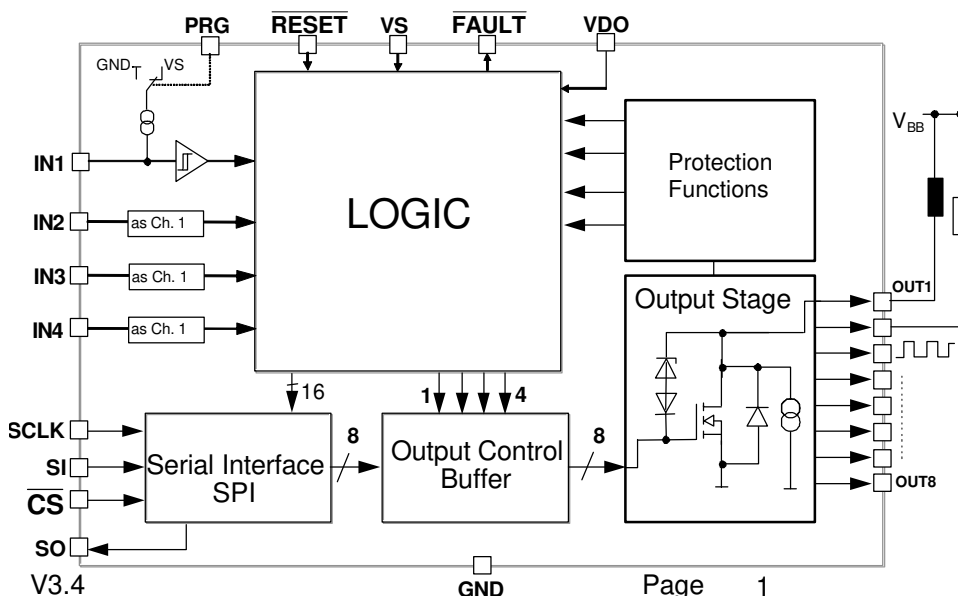 PRG
RESET
VS
FAULT
VDO
GND
VS
VBB
IN1
LOGIC
Protection
Functions
IN2
as Ch. 1
IN3
as Ch. 1
IN4
as Ch. 1
Output Stage
OUT1
16
1
4
SCLK
SI
CS
SO
Serial Interface
SPI
8
Output Control
Buffer
8
OUT8
V3.4
GND
Page 1